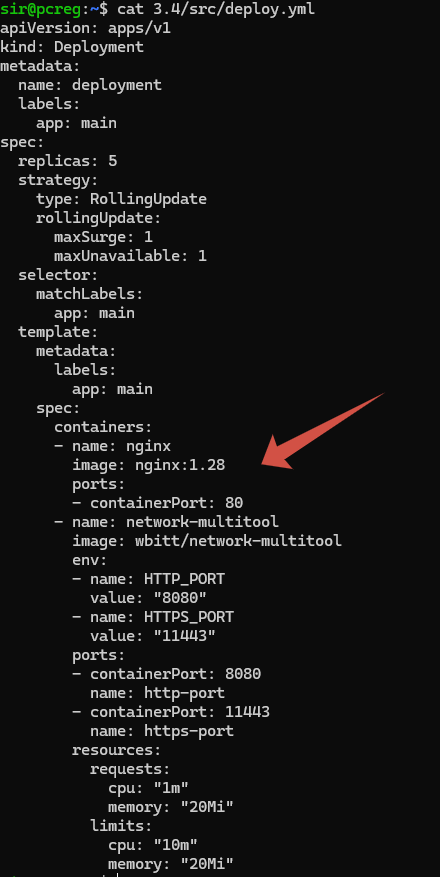 sir@pcreg:~$ cat 3.4/src/deploy.yml
apiVersion: apps/v1
kind: Deployment
metadata:
  name: deployment
  labels:
    app: main
spec:
  replicas: 5
  strategy:
    type: RollingUpdate
    rollingUpdate:
      maxSurge: 1
      maxUnavailable: 1
  selector:
    matchLabels:
      app: main
  template:
    metadata:
      labels:
        app: main
    spec:
      containers:
      - name: nginx
        image: nginx:1.28
        ports:
        - containerPort: 80
      - name: network-multitool
        image: wbitt/network-multitool
        env:
        - name: HTTP_PORT
          value: "8080"
        - name: HTTPS_PORT
          value: "11443"
        ports:
        - containerPort: 8080
          name: http-port
        - containerPort: 11443
          name: https-port
        resources:
          requests:
            cpu: "1m"
            memory: "20Mi"
          limits:
            cpu: "10m"
            memory: "20Mi"